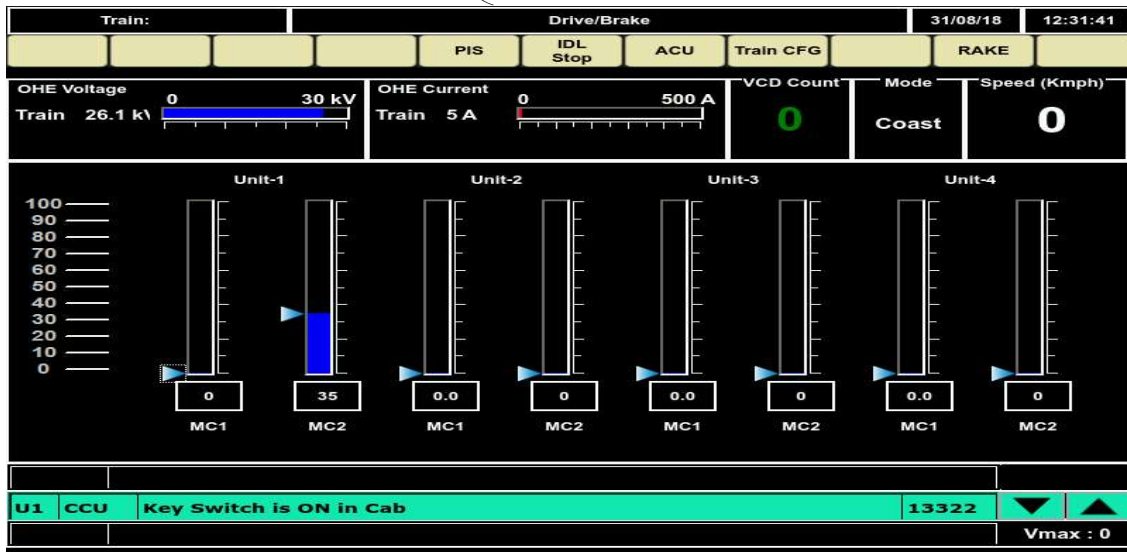 Train: Drive/Brake 31/08/18 12:31:41
PIS IDL Stop ACU Train CFG RAKE
OHE Voltage
0 30 kV
Train 26.1 k\
OHE Current
0 500 A
Train 5 A
VCD Count
0
Mode
Coast
Speed (Kmph)
0
Unit-1 Unit-2 Unit-3 Unit-4
100
90
80
70
60
50
40
30
20
10
0
0 35 0.0 0 0.0 0 0.0 0
MC1 MC2 MC1 MC2 MC1 MC2 MC1 MC2
U1 CCU Key Switch is ON in Cab 13322
Vmax : 0